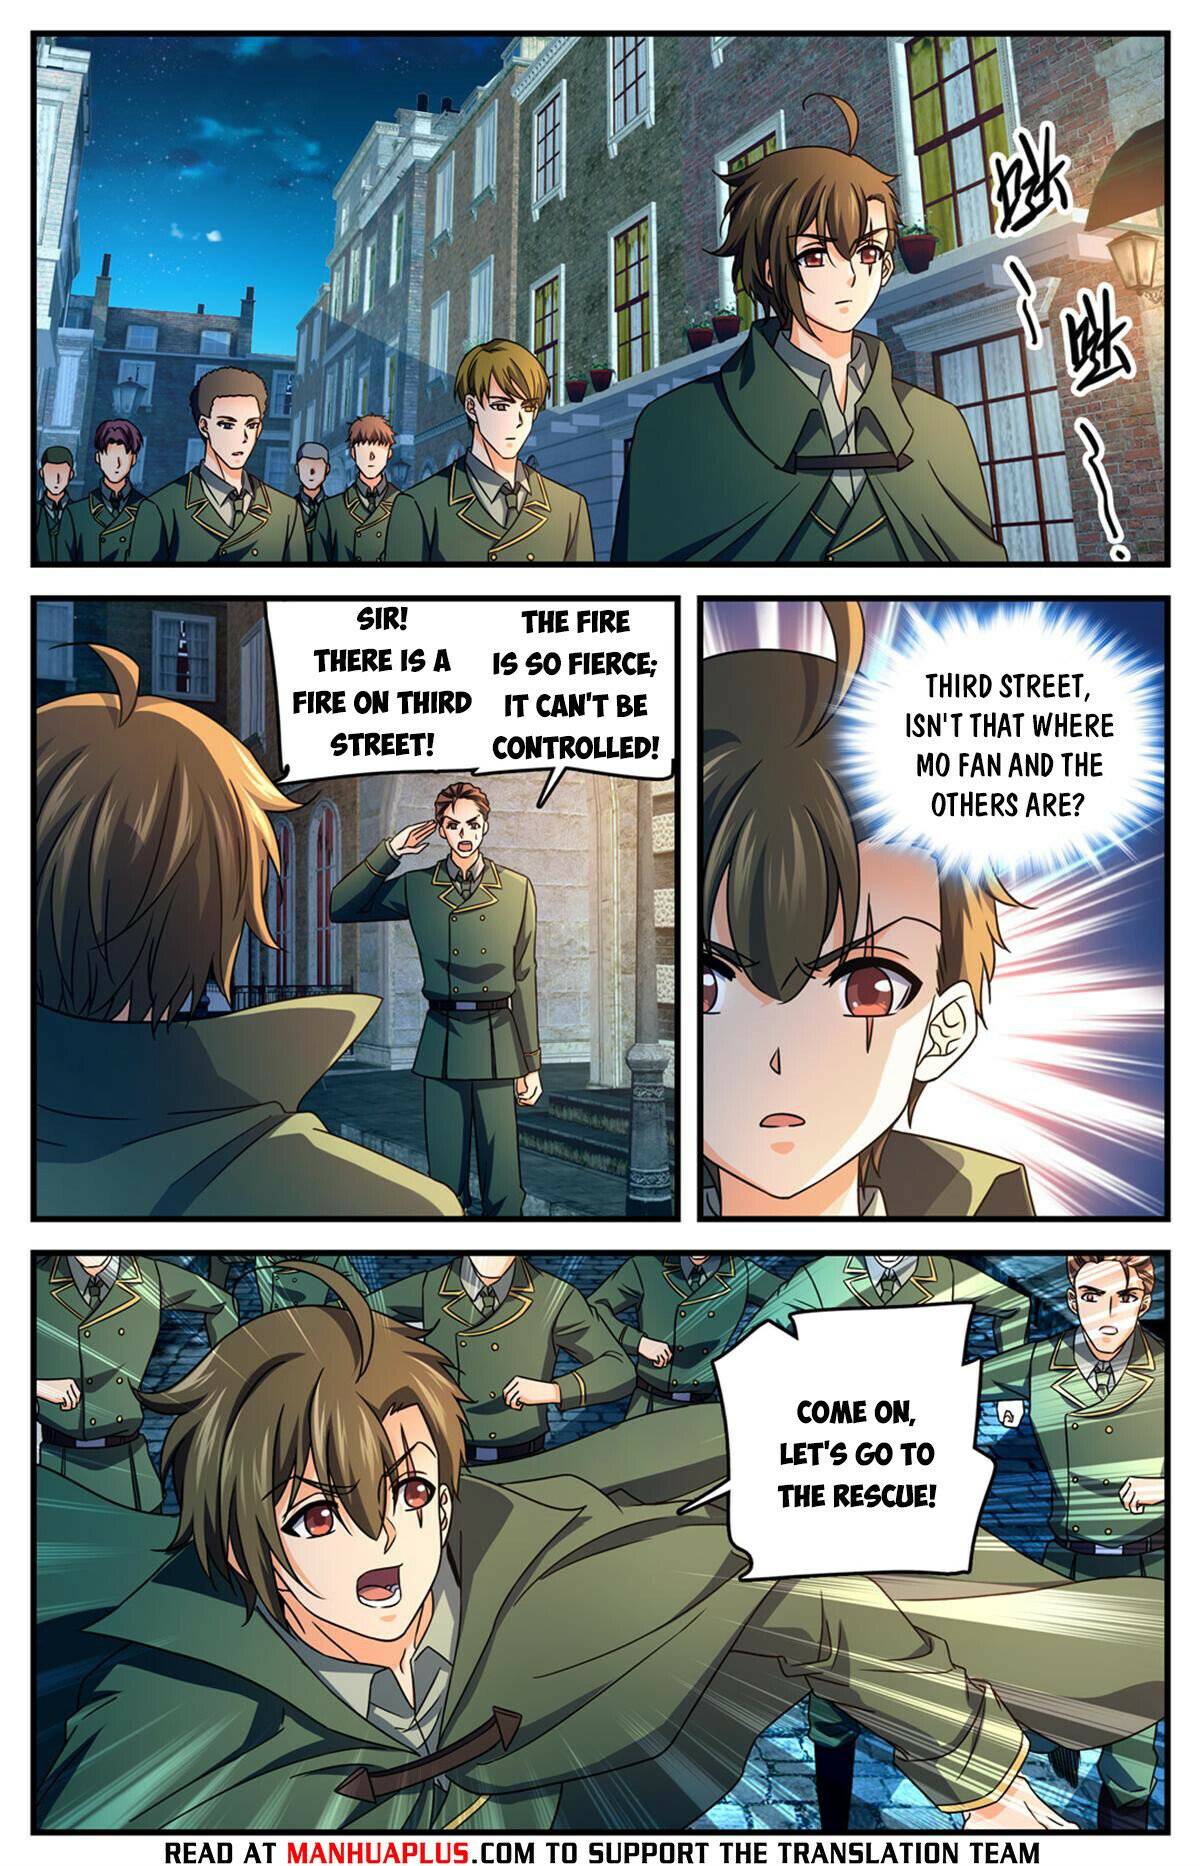 SIR!
THERE IS A
FIRE ON THIRD
STREET!
THE FIRE
IS SO FIERCE;
IT CAN'T BE
CONTROLLED!
THIRD STREET,
ISN'T THAT WHERE
MO FAN AND THE
OTHERS ARE?
COME ON,
LET'S GO TO
THE RESCUE!
READ AT MANHUAPLUS.COM TO SUPPORT THE TRANSLATION TEAM